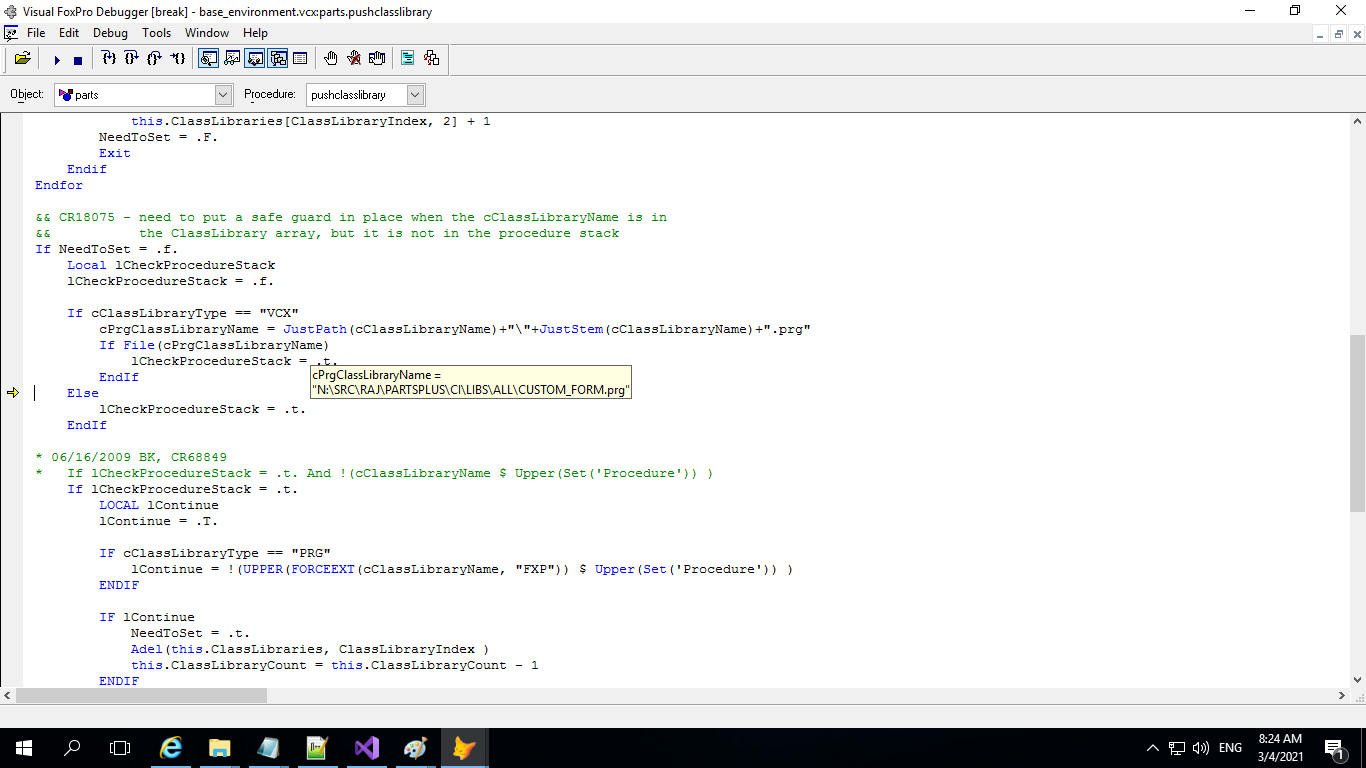 Visual FoxPro Debugger [break] - base_environment.vcx:parts.pushclasslibrary
File Edit Debug Tools Window Help
Object: parts Procedure: pushclasslibrary
this.ClassLibraries[ClassLibraryIndex, 2] + 1
NeedToSet = .F.
Exit
Endif
Endfor
&& CR18075 - need to put a safe guard in place when the cClassLibraryName is in
&& the ClassLibrary array, but it is not in the procedure stack
If NeedToSet = .f.
Local lCheckProcedureStack
lCheckProcedureStack = .f.
If cClassLibraryType == "VCX"
cPrgClassLibraryName = JustPath(cClassLibraryName)+"\"+JustStem(cClassLibraryName)+".prg"
If File(cPrgClassLibraryName)
lCheckProcedureStack = .t.
cPrgClassLibraryName =
EndIf
"N:\SRC\RAJ\PARTSPLUS\CI\LIBS\ALL\CUSTOM_FORM.prg"
Else
lCheckProcedureStack = .t.
EndIf
* 06/16/2009 BK, CR68849
* If lCheckProcedureStack = .t. And !(cClassLibraryName $ Upper(Set('Procedure')) )
If lCheckProcedureStack = .t.
LOCAL lContinue
lContinue = .T.
IF cClassLibraryType == "PRG"
lContinue = !(UPPER(FORCEEXT(cClassLibraryName, "FXP")) $ Upper(Set('Procedure')) )
ENDIF
IF lContinue
NeedToSet = .t.
Adel(this.ClassLibraries, ClassLibraryIndex )
this.ClassLibraryCount = this.ClassLibraryCount - 1
ENDIF
ENG
8:24 AM
3/4/2021
1